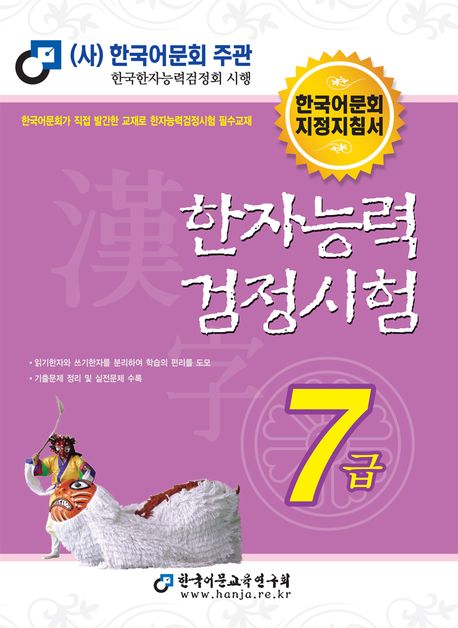 (사) 한국어문회 주관
한국한자능력검정회 시행
한국어문회
지정지침서
한국어문회가 직접 발간한 교재로 한자능력검정시험 필수교재
漢
字
한자능력
검정시험
• 읽기한자와 쓰기한자를 분리하여 학습의 편리를 도모
• 기출문제 정리 및 실전문제 수록
7급
한국어문교육연구회
www.hanja.re.kr